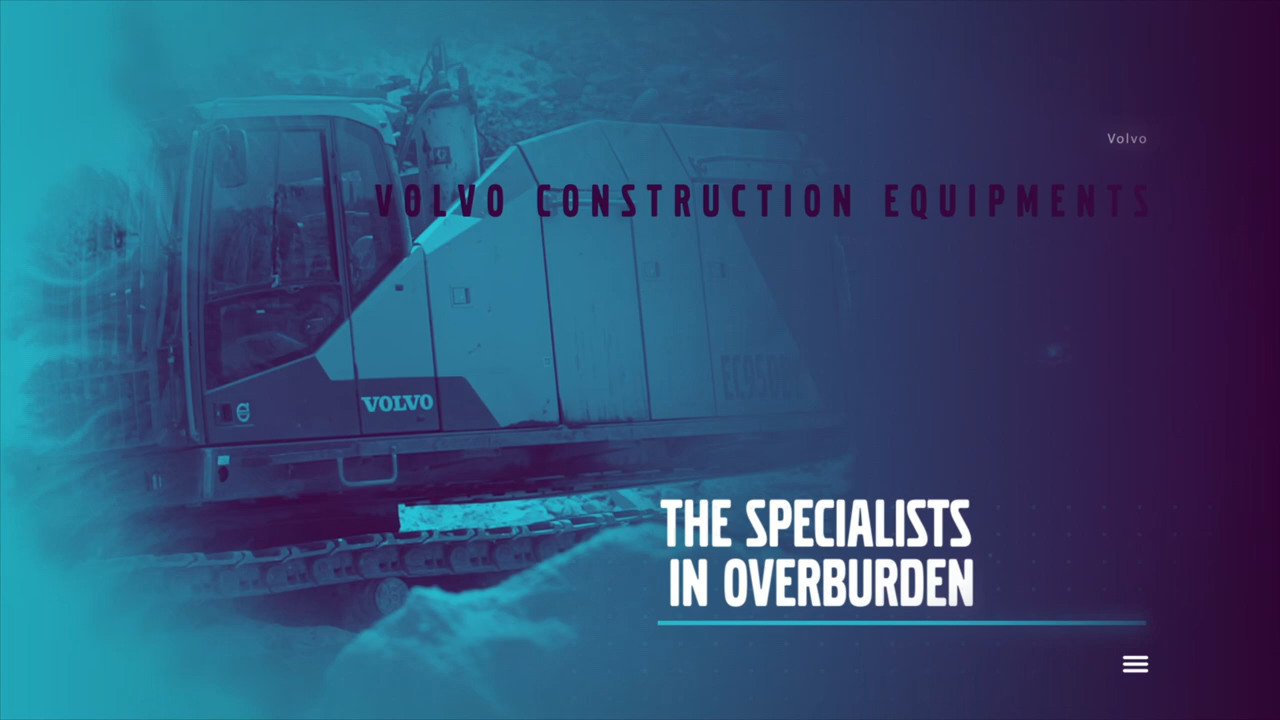 Volvo
VOLVO CONSTRUCTION EQUIPMENTS
VOLVO
THE SPECIALISTS
IN OVERBURDEN